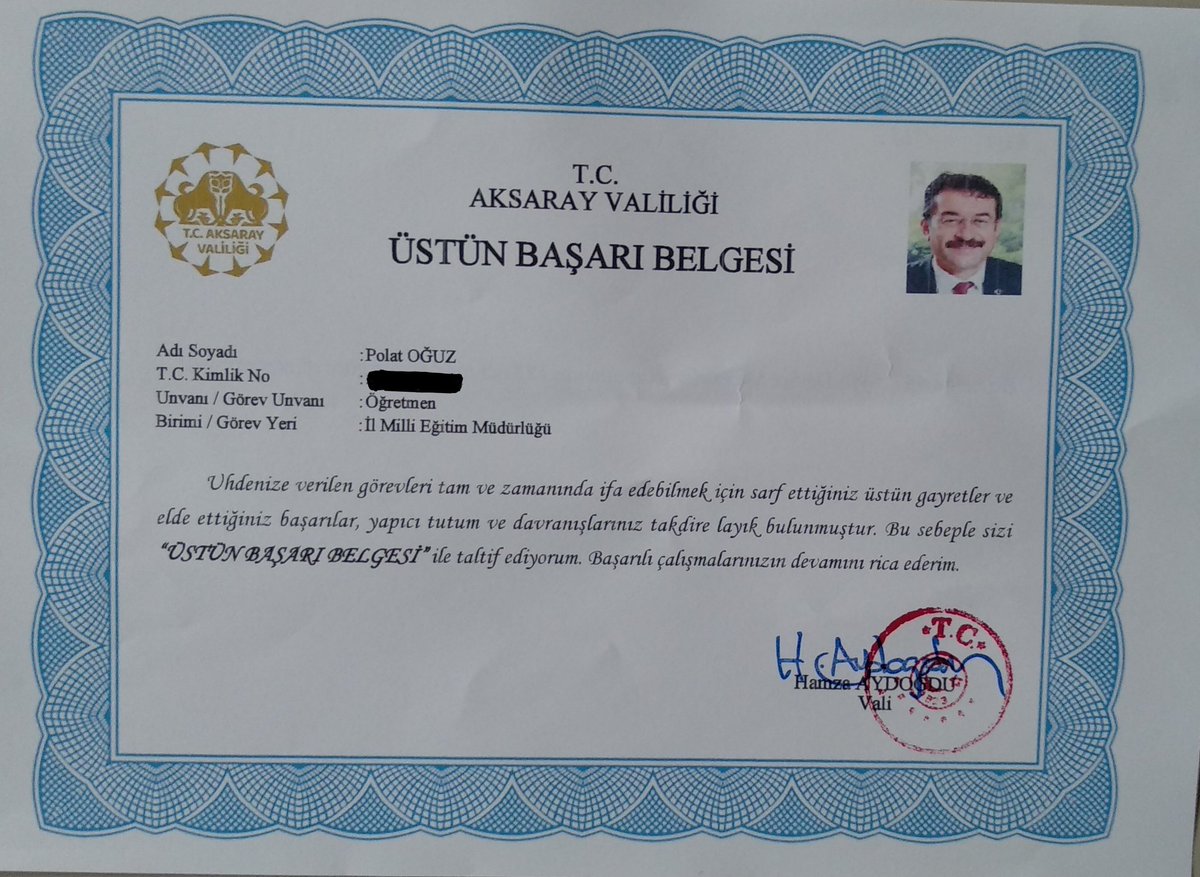 T.C. AKSARAY
VALİLİĞİ
T.C.
AKSARAY VALİLİĞİ
ÜSTÜN BAŞARI BELGESİ
Adı Soyadı :Polat OĞUZ
T.C. Kimlik No :
Unvanı / Görev Unvanı :Öğretmen
Birimi / Görev Yeri :İl Milli Eğitim Müdürlüğü
Uhdenize verilen görevleri tam ve zamanında ifa edebilmek için sarf ettiğiniz üstün gayretler ve
elde ettiğiniz başarılar, yapıcı tutum ve davranışlarınız takdire layık bulunmuştur. Bu sebeple sizi
“ÜSTÜN BAŞARI BELGESİ” ile taltif ediyorum. Başarılı çalışmalarınızın devamını rica ederim.
T.C.
H. Aydoğdu
Hamza AYDOĞDU
Vali